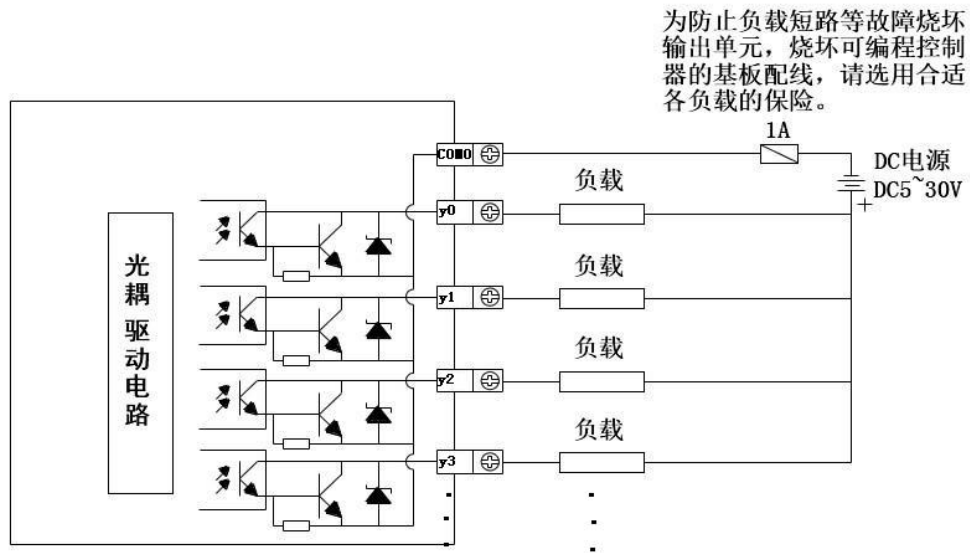 为防止负载短路等故障烧坏
输出单元，烧坏可编程控制
器的基板配线，请选用合适
各负载的保险。
1A
COM0
DC电源
DC5~30V
+
负载
y0
负载
y1
负载
y2
负载
y3
光
耦
驱
动
电
路